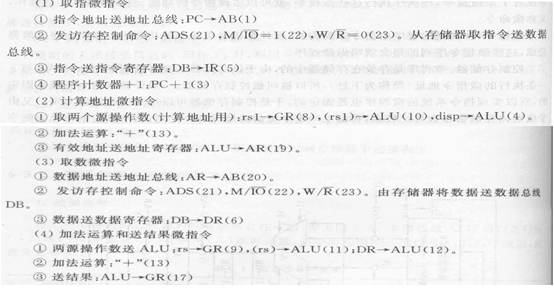 (1) 取指微指令
① 指令地址送地址总线:PC→AB(1)
② 发访存控制命令:ADS(21),M/I̅O̅=1(22),W/R̅=0(23)。从存储器取指令送数据
总线。
③ 指令送指令寄存器:DB→IR(5)
④ 程序计数器+1:PC+1(3)
(2) 计算地址微指令
① 取两个源操作数(计算地址用):rs1→GR(8),(rs1)→ALU(10),disp→ALU(4)。
② 加法运算:“+”(13)。
③ 有效地址送地址寄存器:ALU→AR(19)。
(3) 取数微指令
① 数据地址送地址总线:AR→AB(20)。
② 发访存控制命令:ADS(21),M/I̅O̅(22),W/R̅(23)。由存储器将数据送数据总线
DB。
③ 数据送数据寄存器:DB→DR(6)
(4) 加法运算和送结果微指令
① 两源操作数送 ALU:rs→GR(9),(rs)→ALU(11);DR→ALU(12)。
② 加法运算:“+”(13)
③ 送结果:ALU→GR(17)